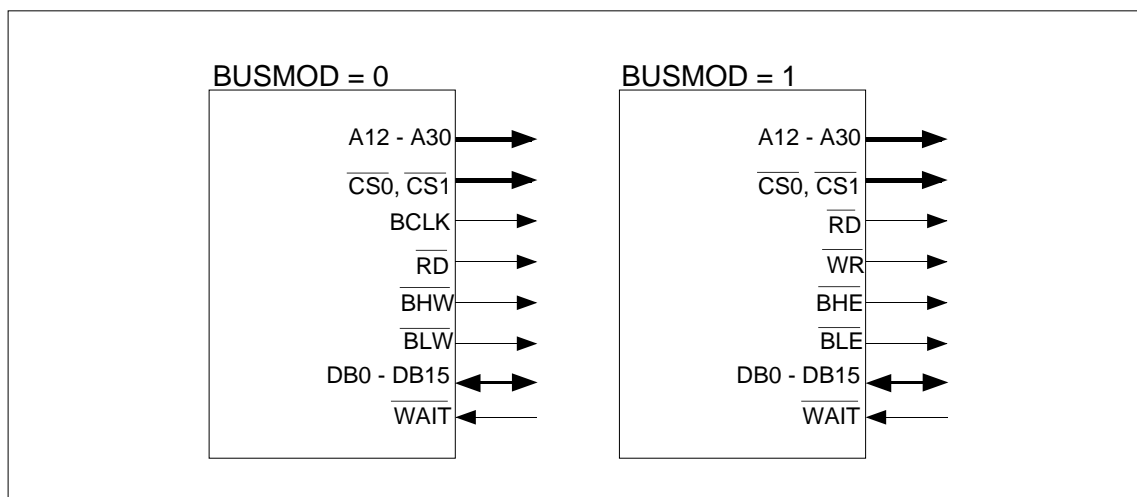 BUSMOD = 0
A12 - A30
CS0, CS1
BCLK
RD
BHW
BLW
DB0 - DB15
WAIT
BUSMOD = 1
A12 - A30
CS0, CS1
RD
WR
BHE
BLE
DB0 - DB15
WAIT